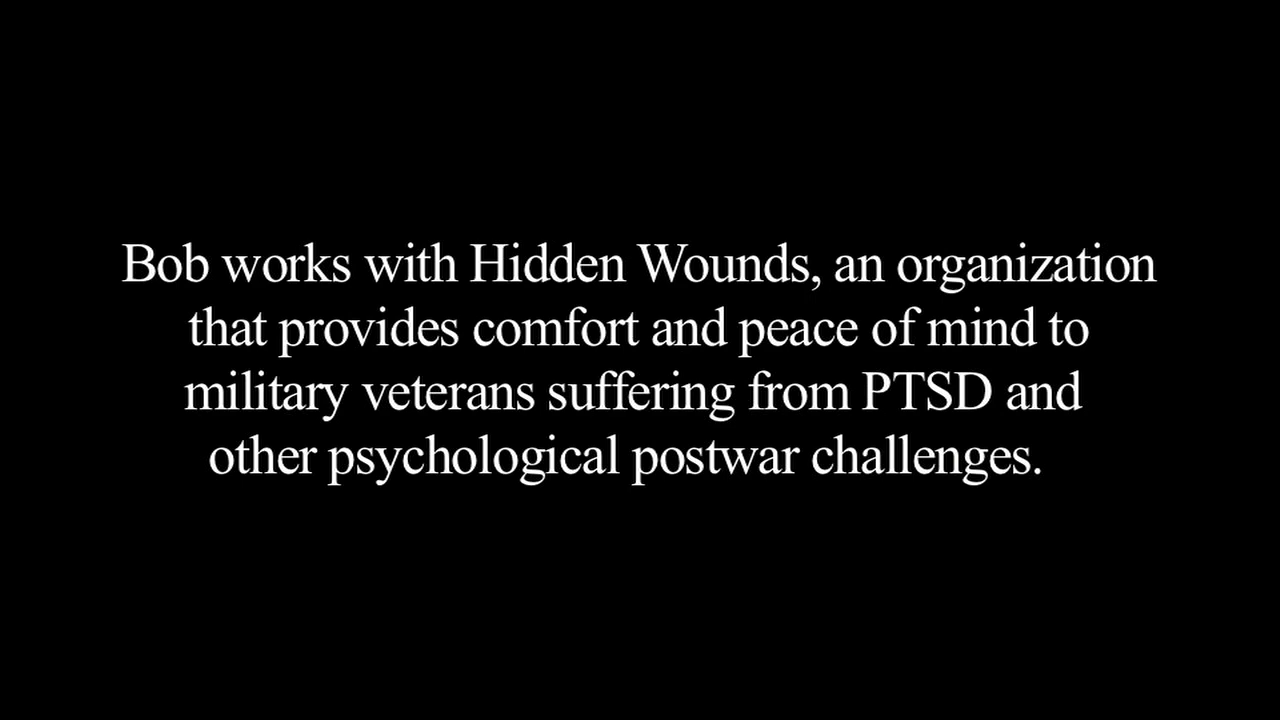 Bob works with Hidden Wounds, an organization
that provides comfort and peace of mind to
military veterans suffering from PTSD and
other psychological postwar challenges.